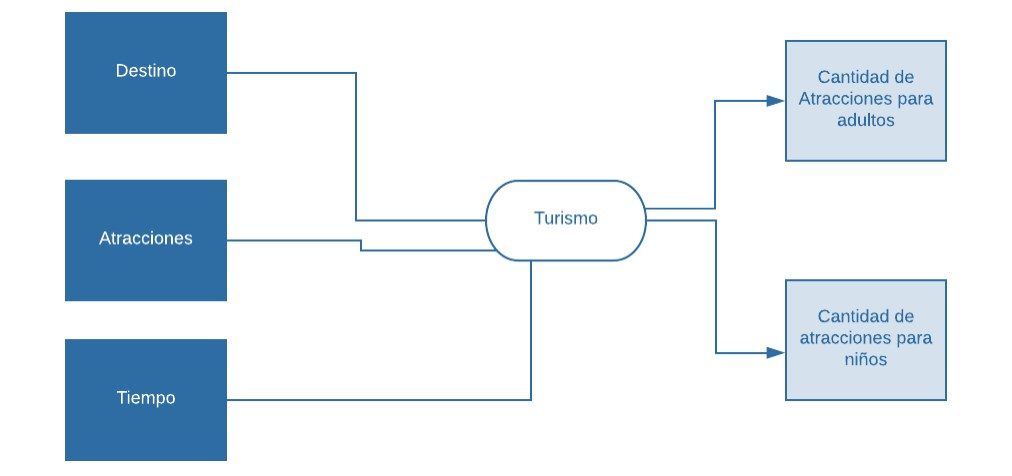 Destino
Atracciones
Tiempo
Turismo
Cantidad de
Atracciones para
adultos
Cantidad de
atracciones para
niños